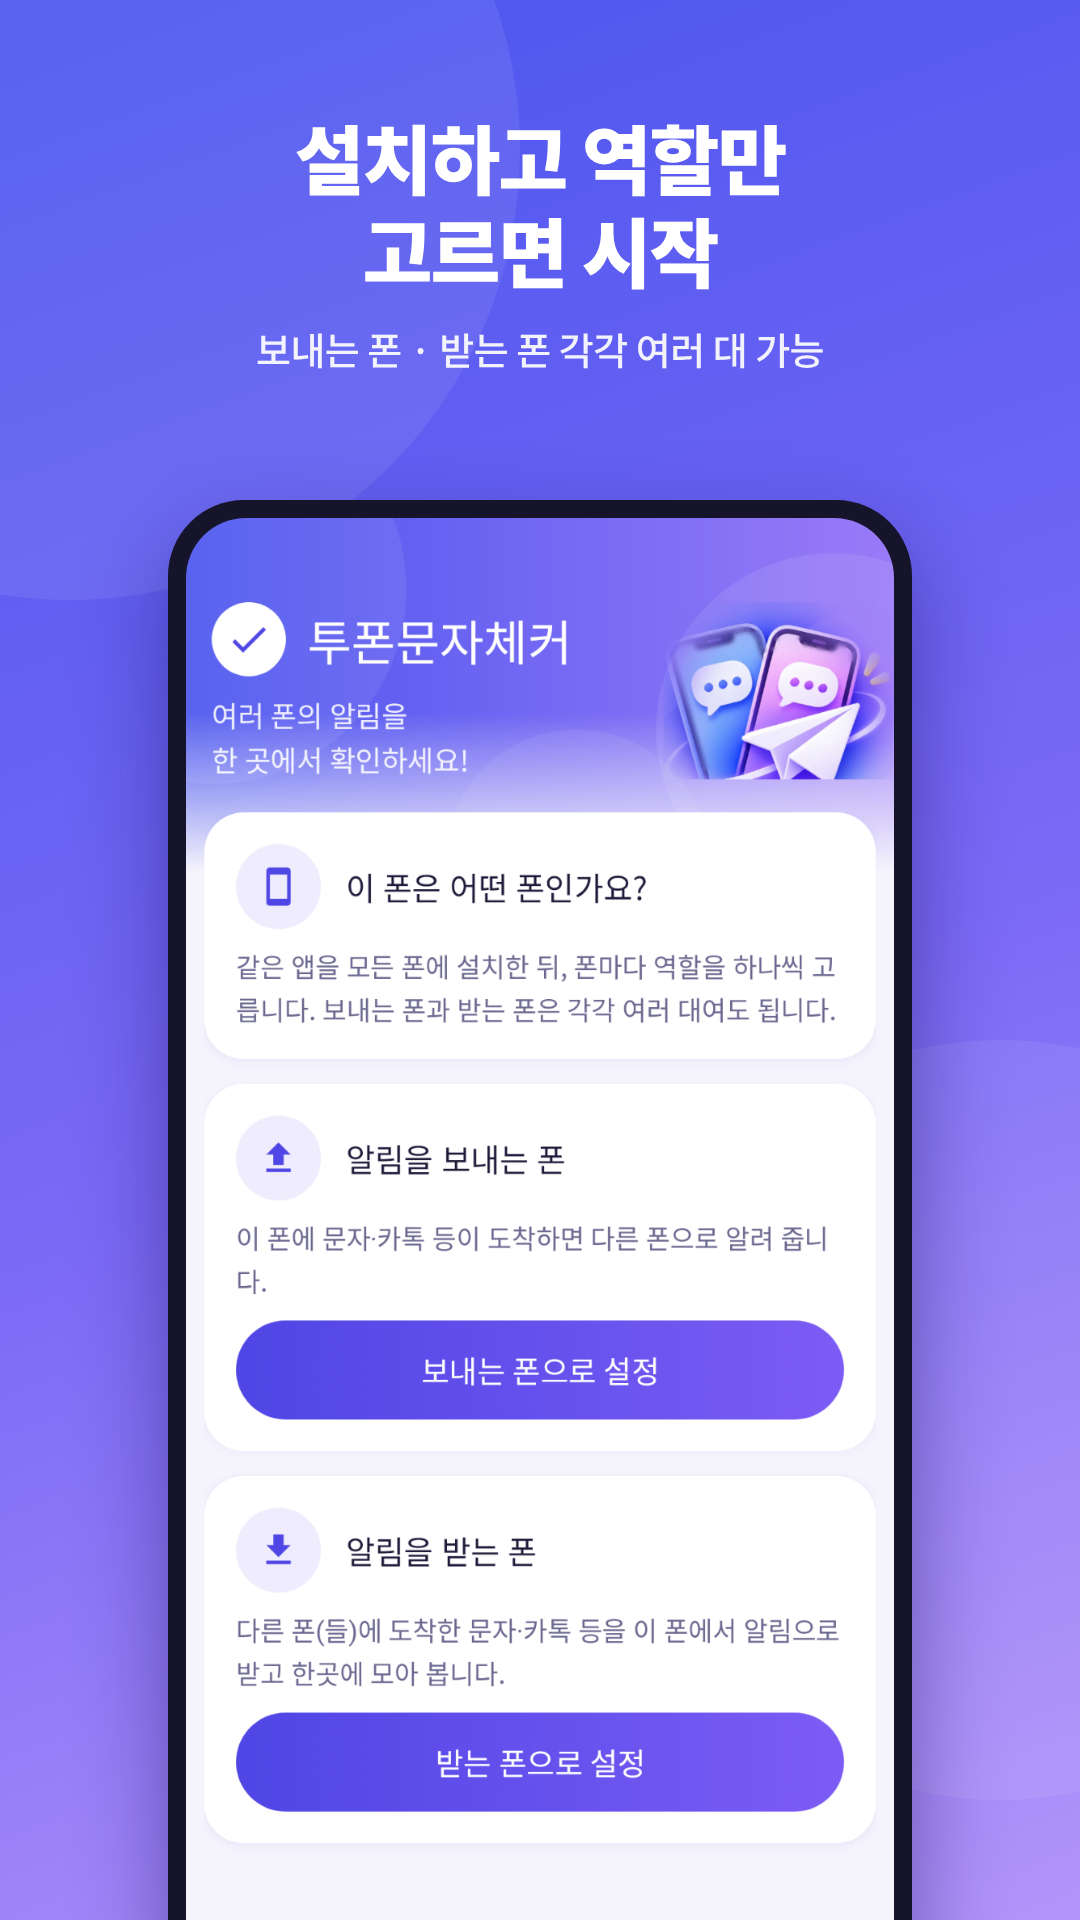 설치하고 역할만
고르면 시작
보내는 폰 · 받는 폰 각각 여러 대 가능
투폰문자체커
여러 폰의 알림을
한 곳에서 확인하세요!
이 폰은 어떤 폰인가요?
같은 앱을 모든 폰에 설치한 뒤, 폰마다 역할을 하나씩 고
릅니다. 보내는 폰과 받는 폰은 각각 여러 대여도 됩니다.
알림을 보내는 폰
이 폰에 문자·카톡 등이 도착하면 다른 폰으로 알려 줍니
다.
보내는 폰으로 설정
알림을 받는 폰
다른 폰(들)에 도착한 문자·카톡 등을 이 폰에서 알림으로
받고 한곳에 모아 봅니다.
받는 폰으로 설정